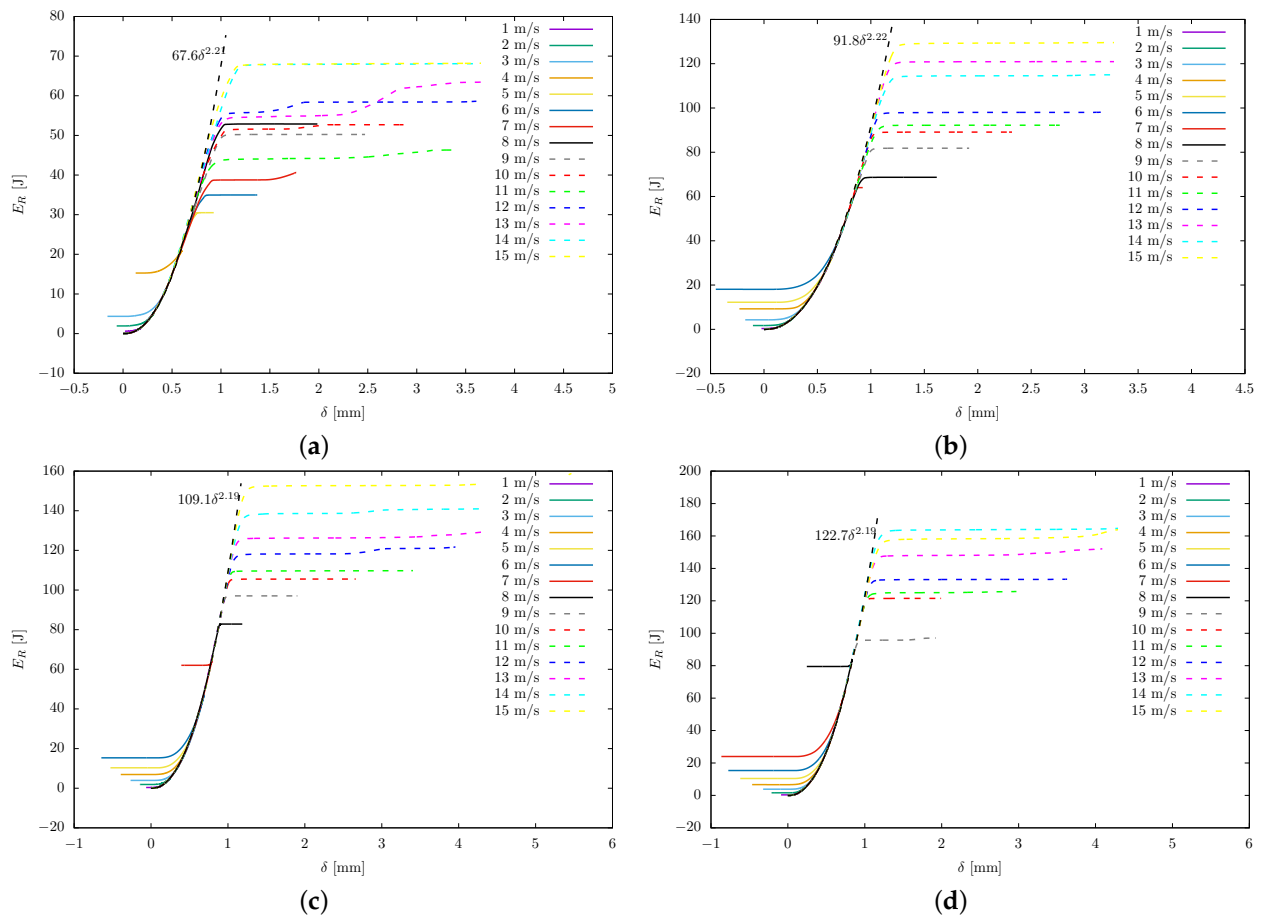 80
70
60
50
40
30
20
10
0
−10
E_R [J]
67.6δ^2.21
1 m/s
2 m/s
3 m/s
4 m/s
5 m/s
6 m/s
7 m/s
8 m/s
9 m/s
10 m/s
11 m/s
12 m/s
13 m/s
14 m/s
15 m/s
−0.5 0 0.5 1 1.5 2 2.5 3 3.5 4 4.5 5
δ [mm]
(a)
140
120
100
80
60
40
20
0
−20
E_R [J]
91.8δ^2.22
1 m/s
2 m/s
3 m/s
4 m/s
5 m/s
6 m/s
7 m/s
8 m/s
9 m/s
10 m/s
11 m/s
12 m/s
13 m/s
14 m/s
15 m/s
−0.5 0 0.5 1 1.5 2 2.5 3 3.5 4 4.5
δ [mm]
(b)
160
140
120
100
80
60
40
20
0
−20
E_R [J]
109.1δ^2.19
1 m/s
2 m/s
3 m/s
4 m/s
5 m/s
6 m/s
7 m/s
8 m/s
9 m/s
10 m/s
11 m/s
12 m/s
13 m/s
14 m/s
15 m/s
−1 0 1 2 3 4 5 6
δ [mm]
(c)
200
180
160
140
120
100
80
60
40
20
0
−20
E_R [J]
122.7δ^2.19
1 m/s
2 m/s
3 m/s
4 m/s
5 m/s
6 m/s
7 m/s
8 m/s
9 m/s
10 m/s
11 m/s
12 m/s
13 m/s
14 m/s
15 m/s
−1 0 1 2 3 4 5 6
δ [mm]
(d)